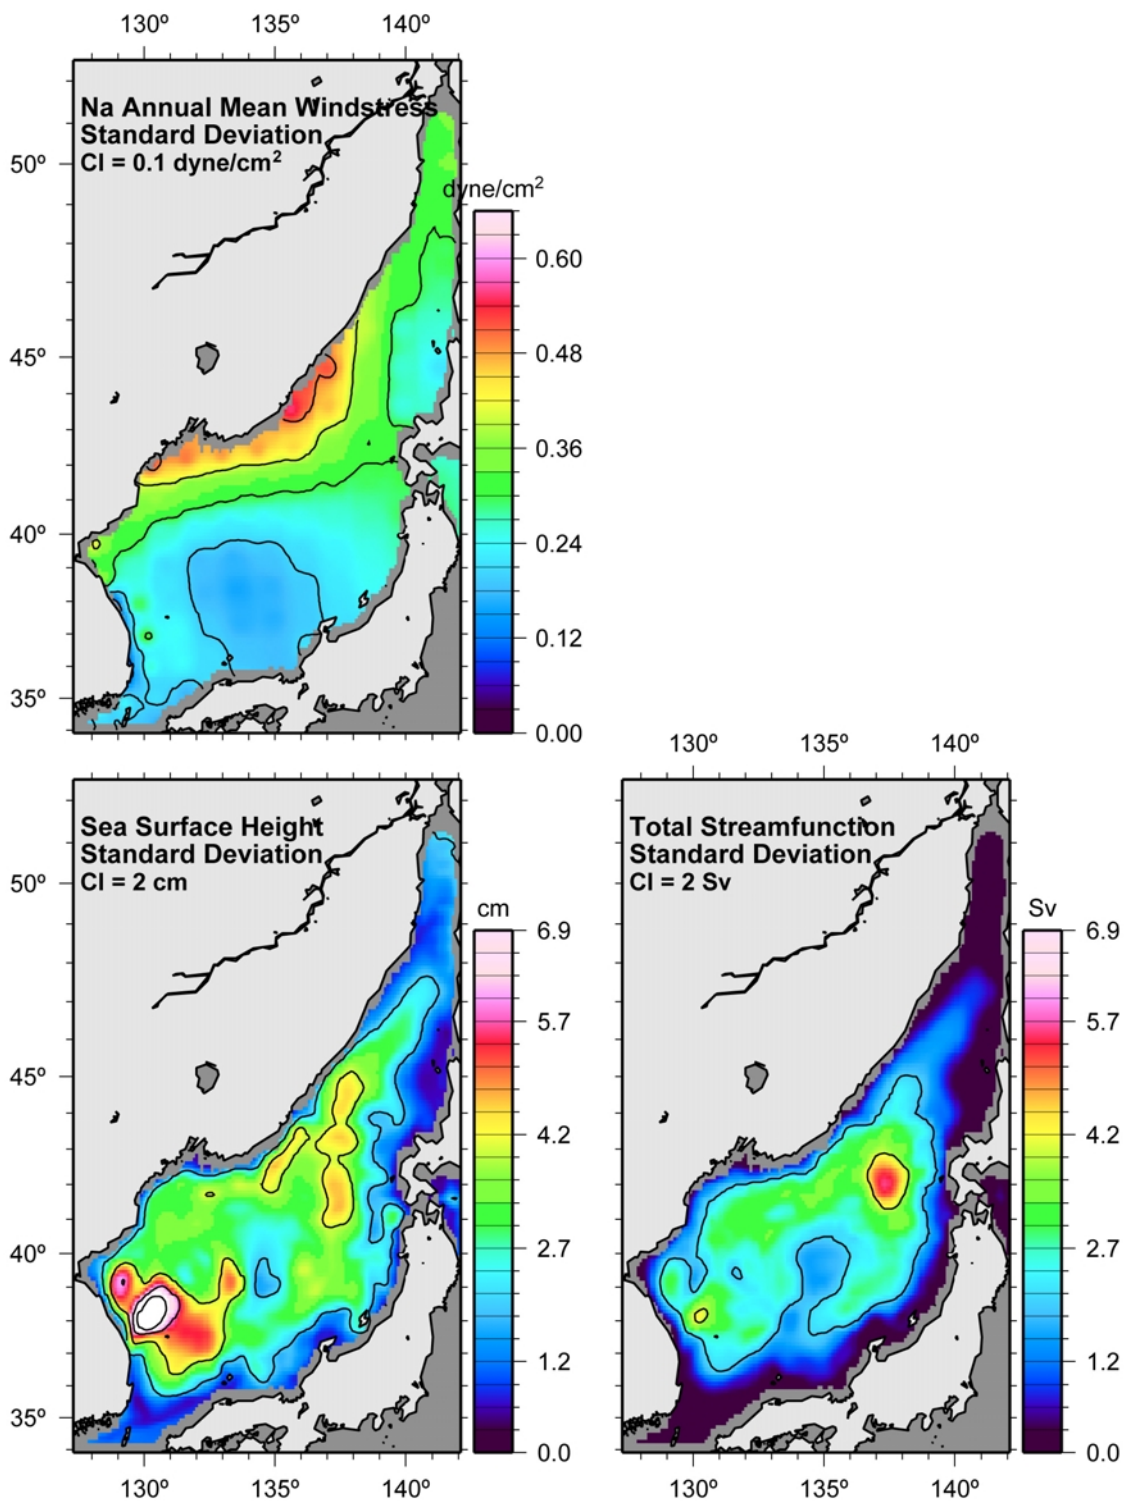 130º 135º 140º
Na Annual Mean Windstress
Standard Deviation
CI = 0.1 dyne/cm²
dyne/cm²
50º
45º
40º
35º
0.60
0.48
0.36
0.24
0.12
0.00
130º 135º 140º
Sea Surface Height
Standard Deviation
CI = 2 cm
cm
50º
45º
40º
35º
6.9
5.7
4.2
2.7
1.2
0.0
130º 135º 140º
Total Streamfunction
Standard Deviation
CI = 2 Sv
Sv
6.9
5.7
4.2
2.7
1.2
0.0
130º 135º 140º